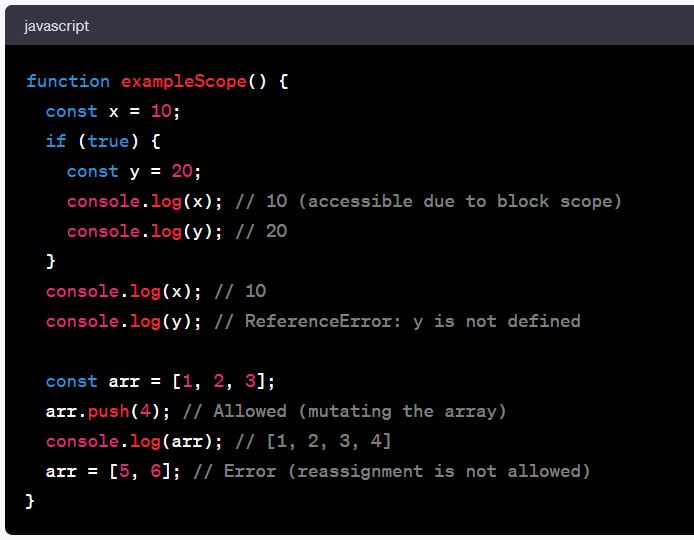 javascript
function exampleScope() {
  const x = 10;
  if (true) {
    const y = 20;
    console.log(x); // 10 (accessible due to block scope)
    console.log(y); // 20
  }
  console.log(x); // 10
  console.log(y); // ReferenceError: y is not defined

  const arr = [1, 2, 3];
  arr.push(4); // Allowed (mutating the array)
  console.log(arr); // [1, 2, 3, 4]
  arr = [5, 6]; // Error (reassignment is not allowed)
}